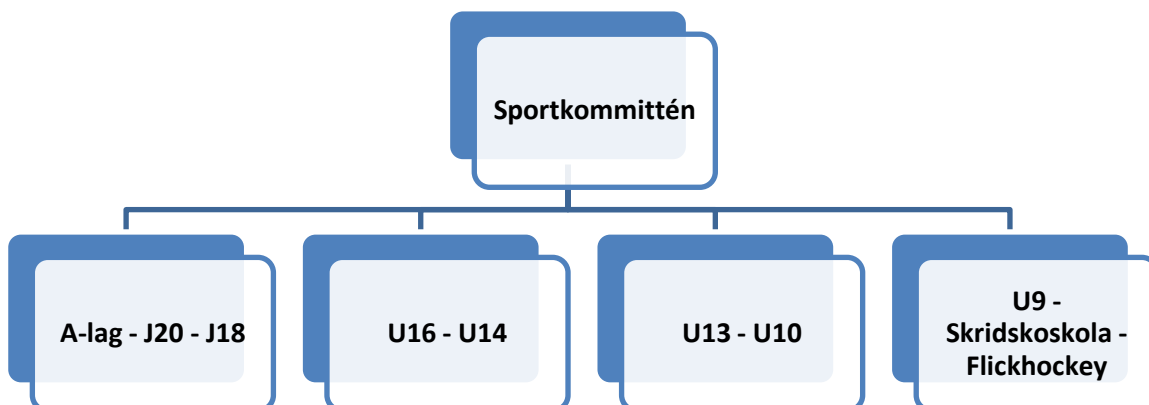 Sportkommittén
A-lag - J20 - J18
U16 - U14
U13 - U10
U9 -
Skridskoskola -
Flickhockey